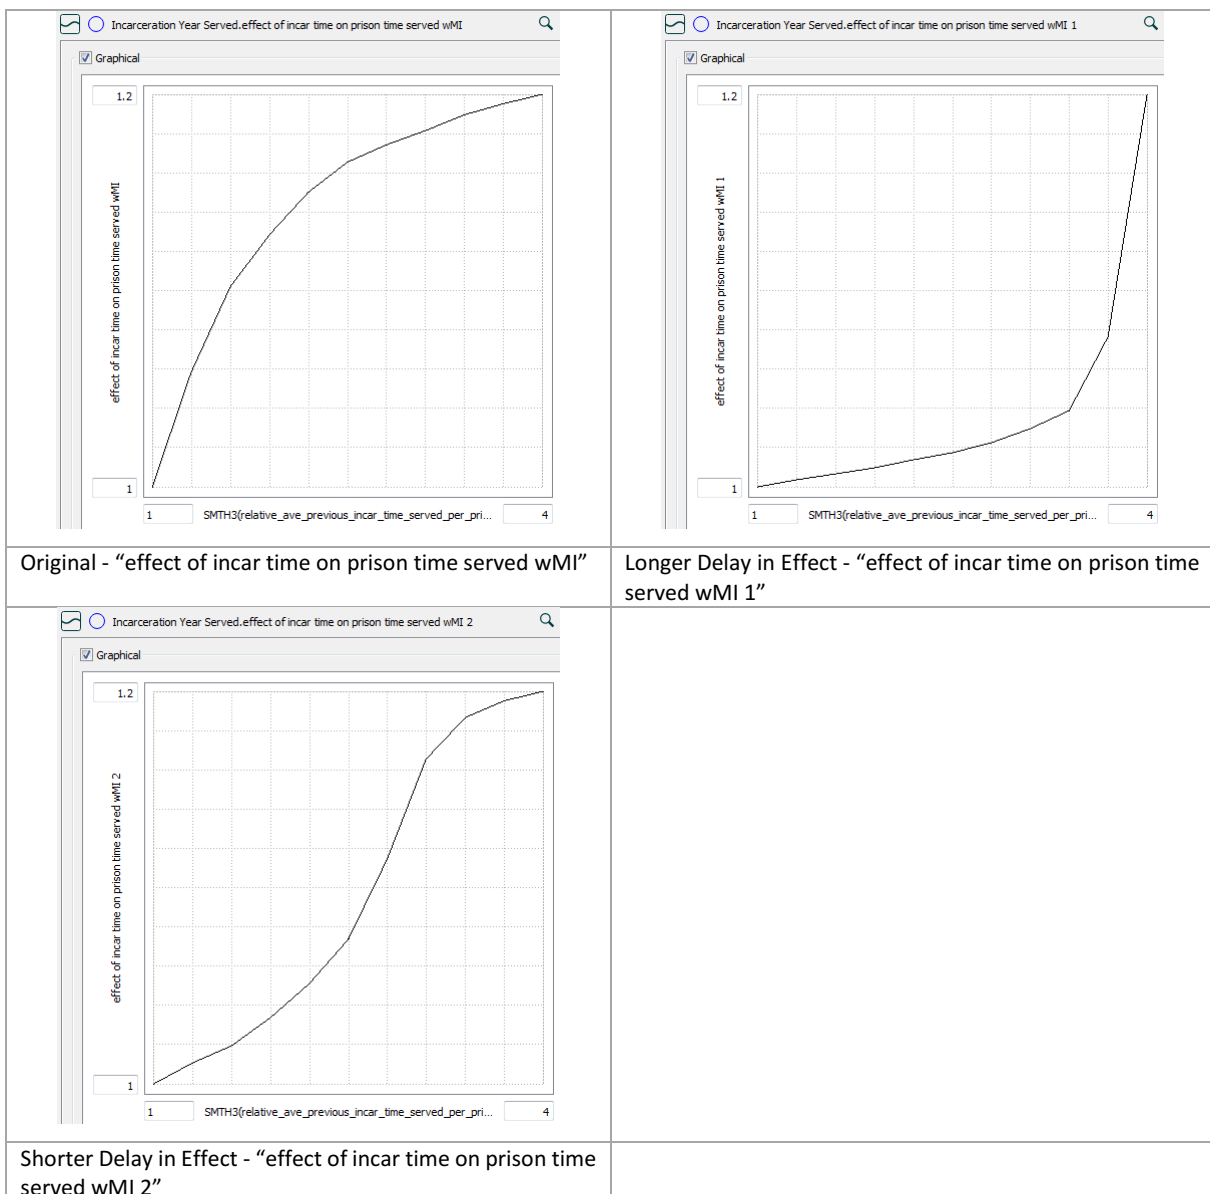 Incarceration Year Served.effect of incar time on prison time served wMI
Graphical
1.2
effect of incar time on prison time served wMI
1
1
SMTH3(relative_ave_previous_incar_time_served_per_pri...
4
Original - “effect of incar time on prison time served wMI”
Incarceration Year Served.effect of incar time on prison time served wMI 1
Graphical
1.2
effect of incar time on prison time served wMI 1
1
1
SMTH3(relative_ave_previous_incar_time_served_per_pri...
4
Longer Delay in Effect - “effect of incar time on prison time
served wMI 1”
Incarceration Year Served.effect of incar time on prison time served wMI 2
Graphical
1.2
effect of incar time on prison time served wMI 2
1
1
SMTH3(relative_ave_previous_incar_time_served_per_pri...
4
Shorter Delay in Effect - “effect of incar time on prison time
served wMI 2”